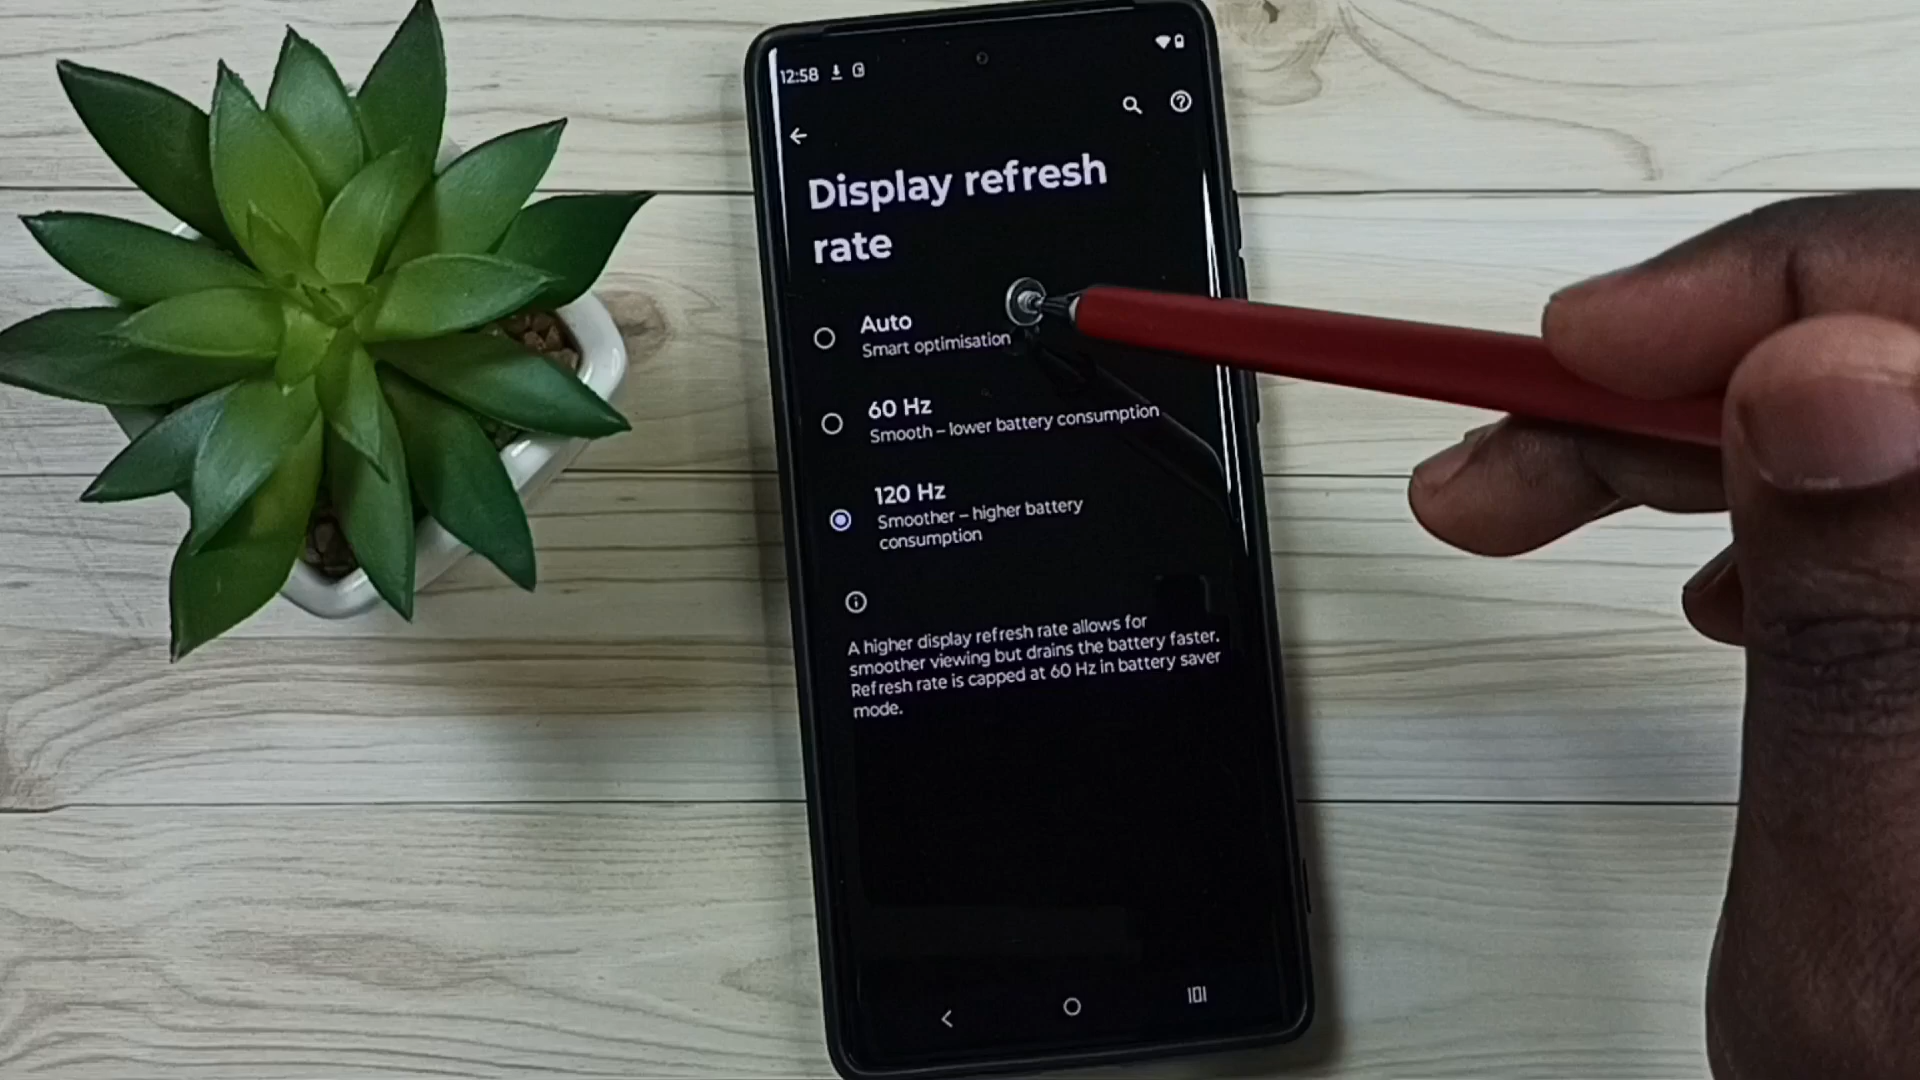 12:58
Display refresh
rate
Auto
Smart optimisation
60 Hz
Smooth – lower battery consumption
120 Hz
Smoother – higher battery
consumption
A higher display refresh rate allows for
smoother viewing but drains the battery faster.
Refresh rate is capped at 60 Hz in battery saver
mode.